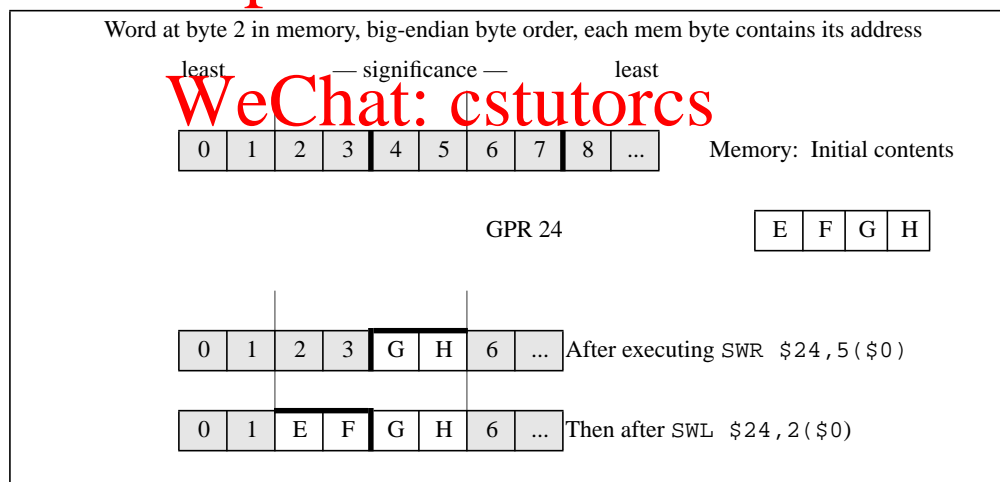 Word at byte 2 in memory, big-endian byte order, each mem byte contains its address
least — significance — least
WeChat: cstutorcs
0 1 2 3 4 5 6 7 8 ... Memory: Initial contents
GPR 24 E F G H
0 1 2 3 G H 6 ... After executing SWR $24,5($0)
0 1 E F G H 6 ... Then after SWL $24,2($0)